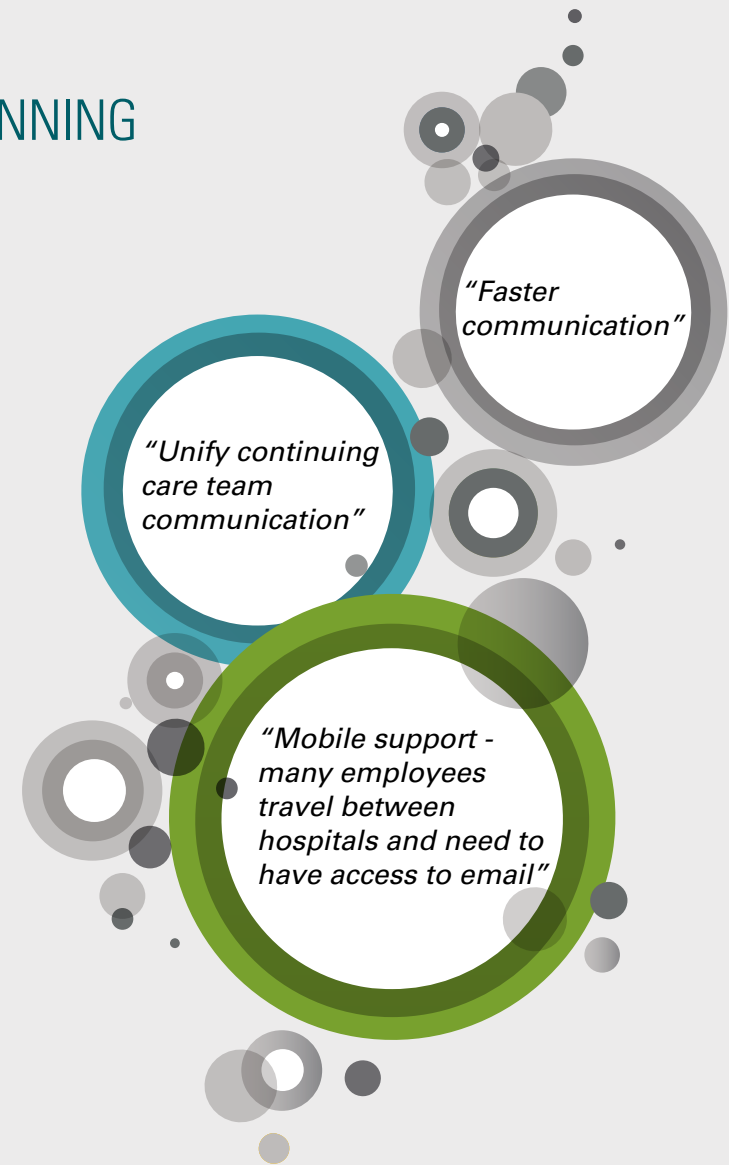 NNING
“Faster
communication”
“Unify continuing
care team
communication”
“Mobile support -
many employees
travel between
hospitals and need to
have access to email”